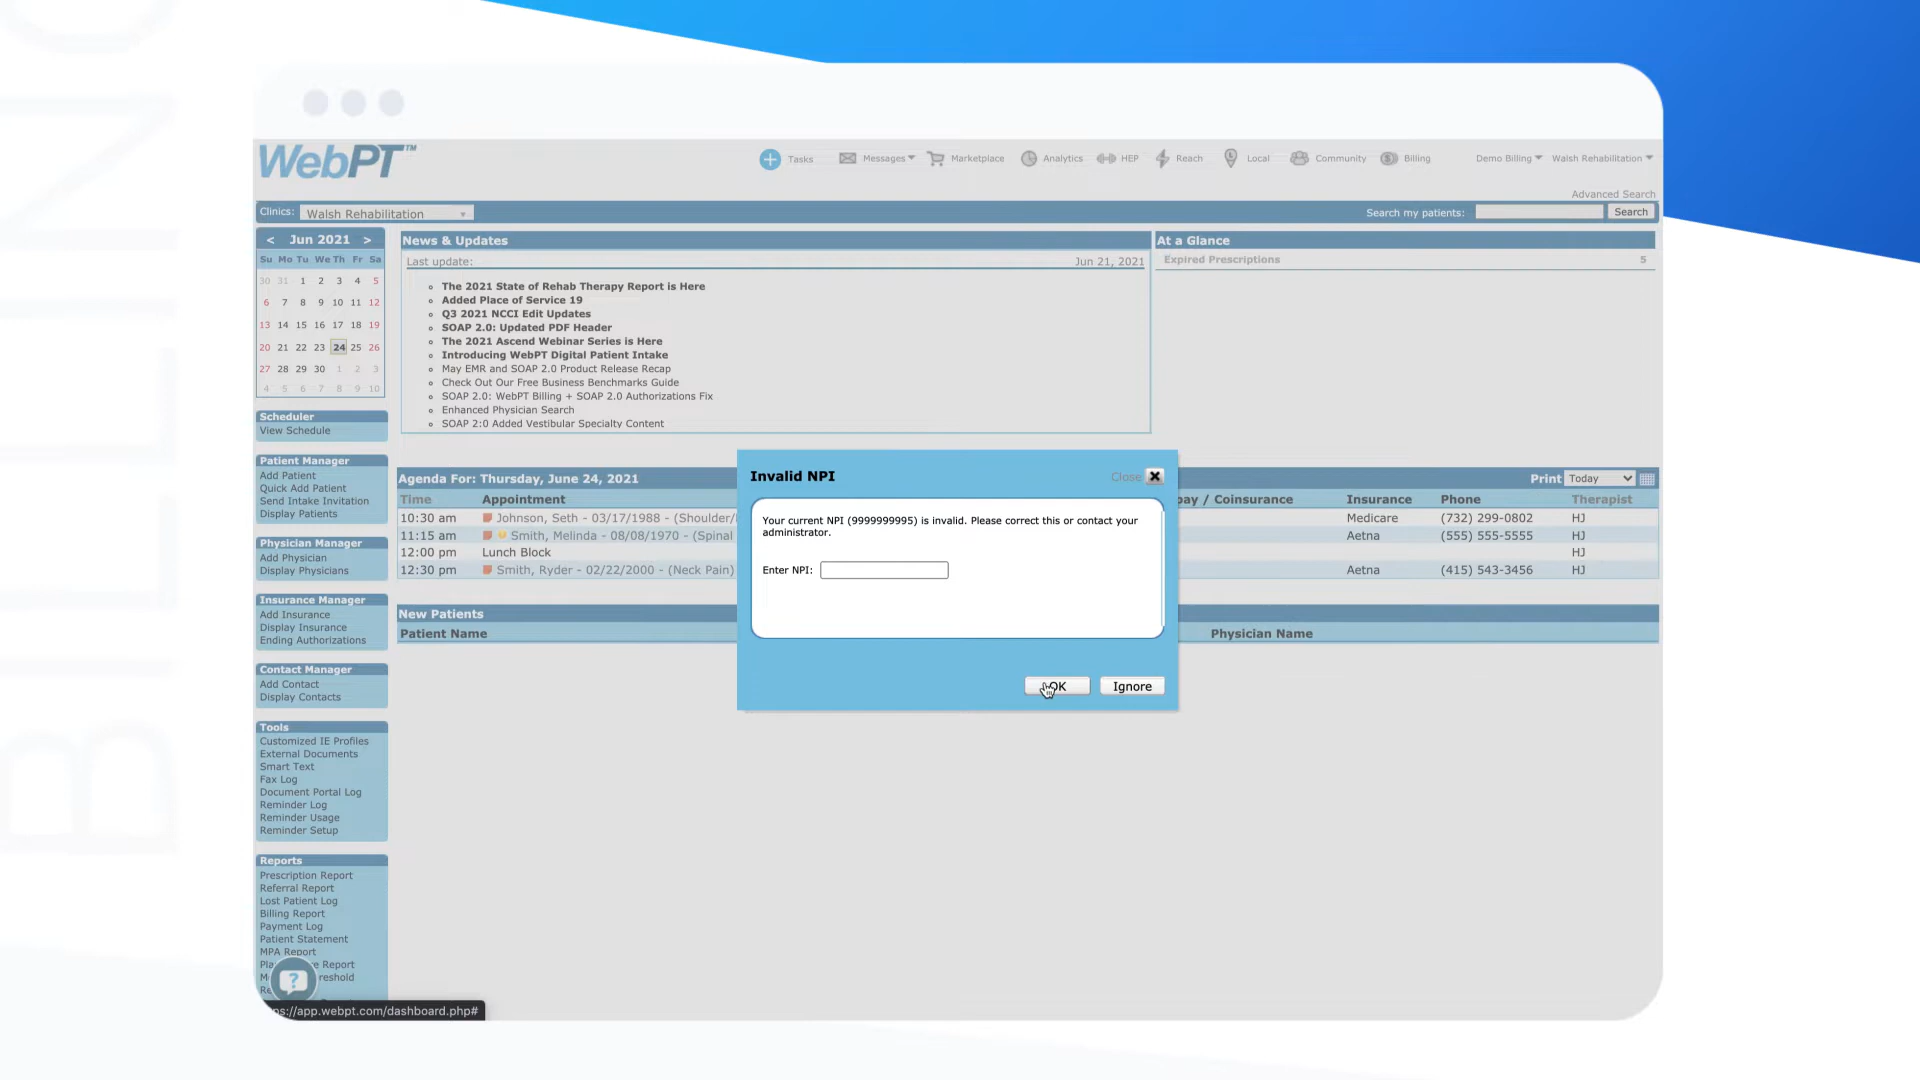 WebPT™
Tasks
Messages
Marketplace
Analytics
HEP
Reach
Local
Community
Billing
Demo Billing
Walsh Rehabilitation
Advanced Search
Clinics:
Walsh Rehabilitation
Search my patients:
Search
< Jun 2021 >
Su Mo Tu We Th Fr Sa
30 31 1 2 3 4 5
6 7 8 9 10 11 12
13 14 15 16 17 18 19
20 21 22 23 24 25 26
27 28 29 30 1 2 3
4 5 6 7 8 9 10
News & Updates
Last update: Jun 21, 2021
The 2021 State of Rehab Therapy Report is Here
Added Place of Service 19
Q3 2021 NCCI Edit Updates
SOAP 2.0: Updated PDF Header
The 2021 Ascend Webinar Series is Here
Introducing WebPT Digital Patient Intake
May EMR and SOAP 2.0 Product Release Recap
Check Out Our Free Business Benchmarks Guide
SOAP 2.0: WebPT Billing + SOAP 2.0 Authorizations Fix
Enhanced Physician Search
SOAP 2:0 Added Vestibular Specialty Content
At a Glance
Expired Prescriptions 5
Scheduler
View Schedule
Patient Manager
Add Patient
Quick Add Patient
Send Intake Invitation
Display Patients
Physician Manager
Add Physician
Display Physicians
Insurance Manager
Add Insurance
Display Insurance
Ending Authorizations
Contact Manager
Add Contact
Display Contacts
Tools
Customized IE Profiles
External Documents
Smart Text
Fax Log
Document Portal Log
Reminder Log
Reminder Usage
Reminder Setup
Reports
Prescription Report
Referral Report
Lost Patient Log
Billing Report
Payment Log
Patient Statement
MPA Report
Report
Agenda For: Thursday, June 24, 2021
Print Today
Time Appointment / Coinsurance Insurance Phone Therapist
10:30 am Johnson, Seth - 03/17/1988 - (Shoulder/ Medicare (732) 299-0802 HJ
11:15 am Smith, Melinda - 08/08/1970 - (Spinal Aetna (555) 555-5555 HJ
12:00 pm Lunch Block HJ
12:30 pm Smith, Ryder - 02/22/2000 - (Neck Pain) Aetna (415) 543-3456 HJ
New Patients
Patient Name Physician Name
Invalid NPI
Close
Your current NPI (9999999995) is invalid. Please correct this or contact your
administrator.
Enter NPI:
OK
Ignore
?
://app.webpt.com/dashboard.php#